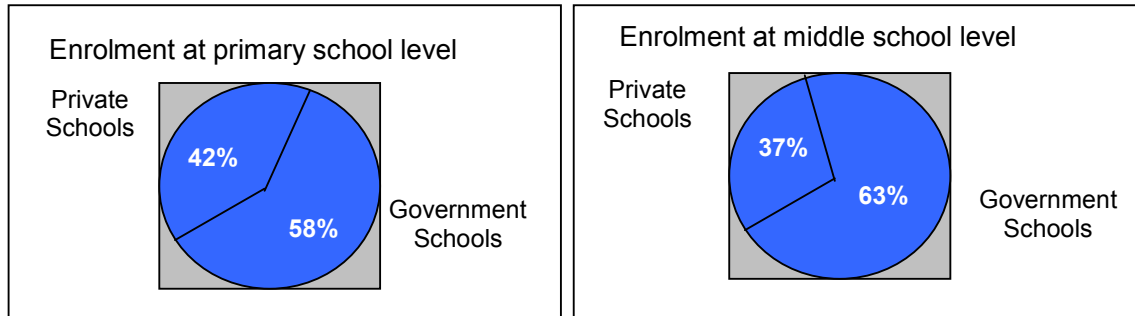 Enrolment at primary school level
Private
Schools
42%
58%
Government
Schools
Enrolment at middle school level
Private
Schools
37%
63%
Government
Schools